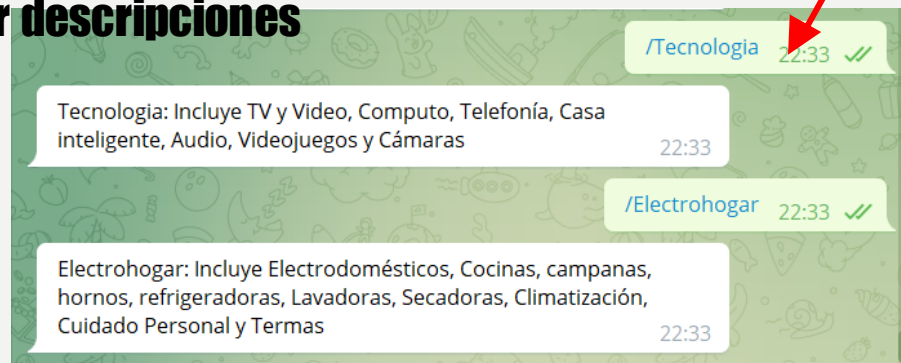 r descripciones
/Tecnologia 22:33
Tecnologia: Incluye TV y Video, Computo, Telefonía, Casa
inteligente, Audio, Videojuegos y Cámaras
22:33
/Electrohogar 22:33
Electrohogar: Incluye Electrodomésticos, Cocinas, campanas,
hornos, refrigeradoras, Lavadoras, Secadoras, Climatización,
Cuidado Personal y Termas
22:33